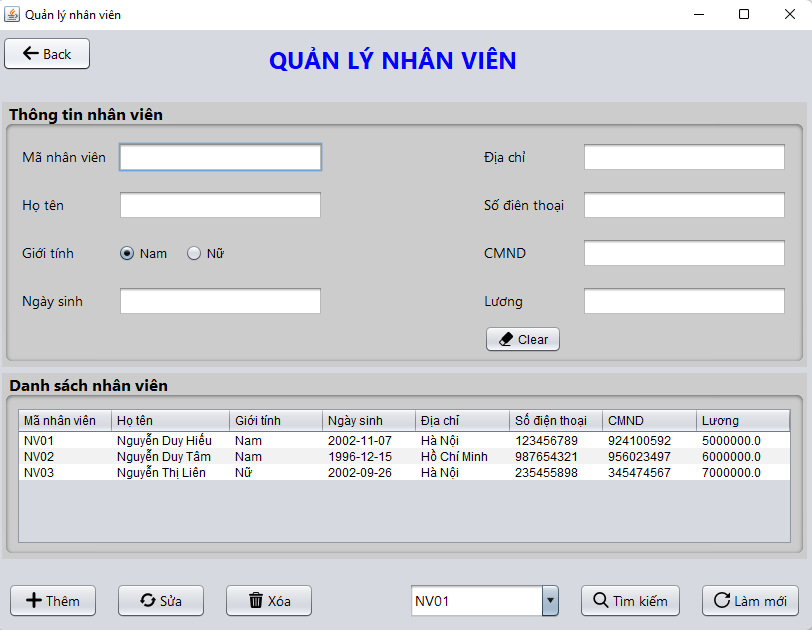 Quản lý nhân viên
Back
QUẢN LÝ NHÂN VIÊN
Thông tin nhân viên
Mã nhân viên Địa chỉ
Họ tên Số điện thoại
Giới tính Nam Nữ CMND
Ngày sinh Lương
Clear
Danh sách nhân viên
Mã nhân viên Họ tên Giới tính Ngày sinh Địa chỉ Số điện thoại CMND Lương
NV01 Nguyễn Duy Hiếu Nam 2002-11-07 Hà Nội 123456789 924100592 5000000.0
NV02 Nguyễn Duy Tâm Nam 1996-12-15 Hồ Chí Minh 987654321 956023497 6000000.0
NV03 Nguyễn Thị Liên Nữ 2002-09-26 Hà Nội 235455898 345474567 7000000.0
Thêm Sửa Xóa NV01 Tìm kiếm Làm mới